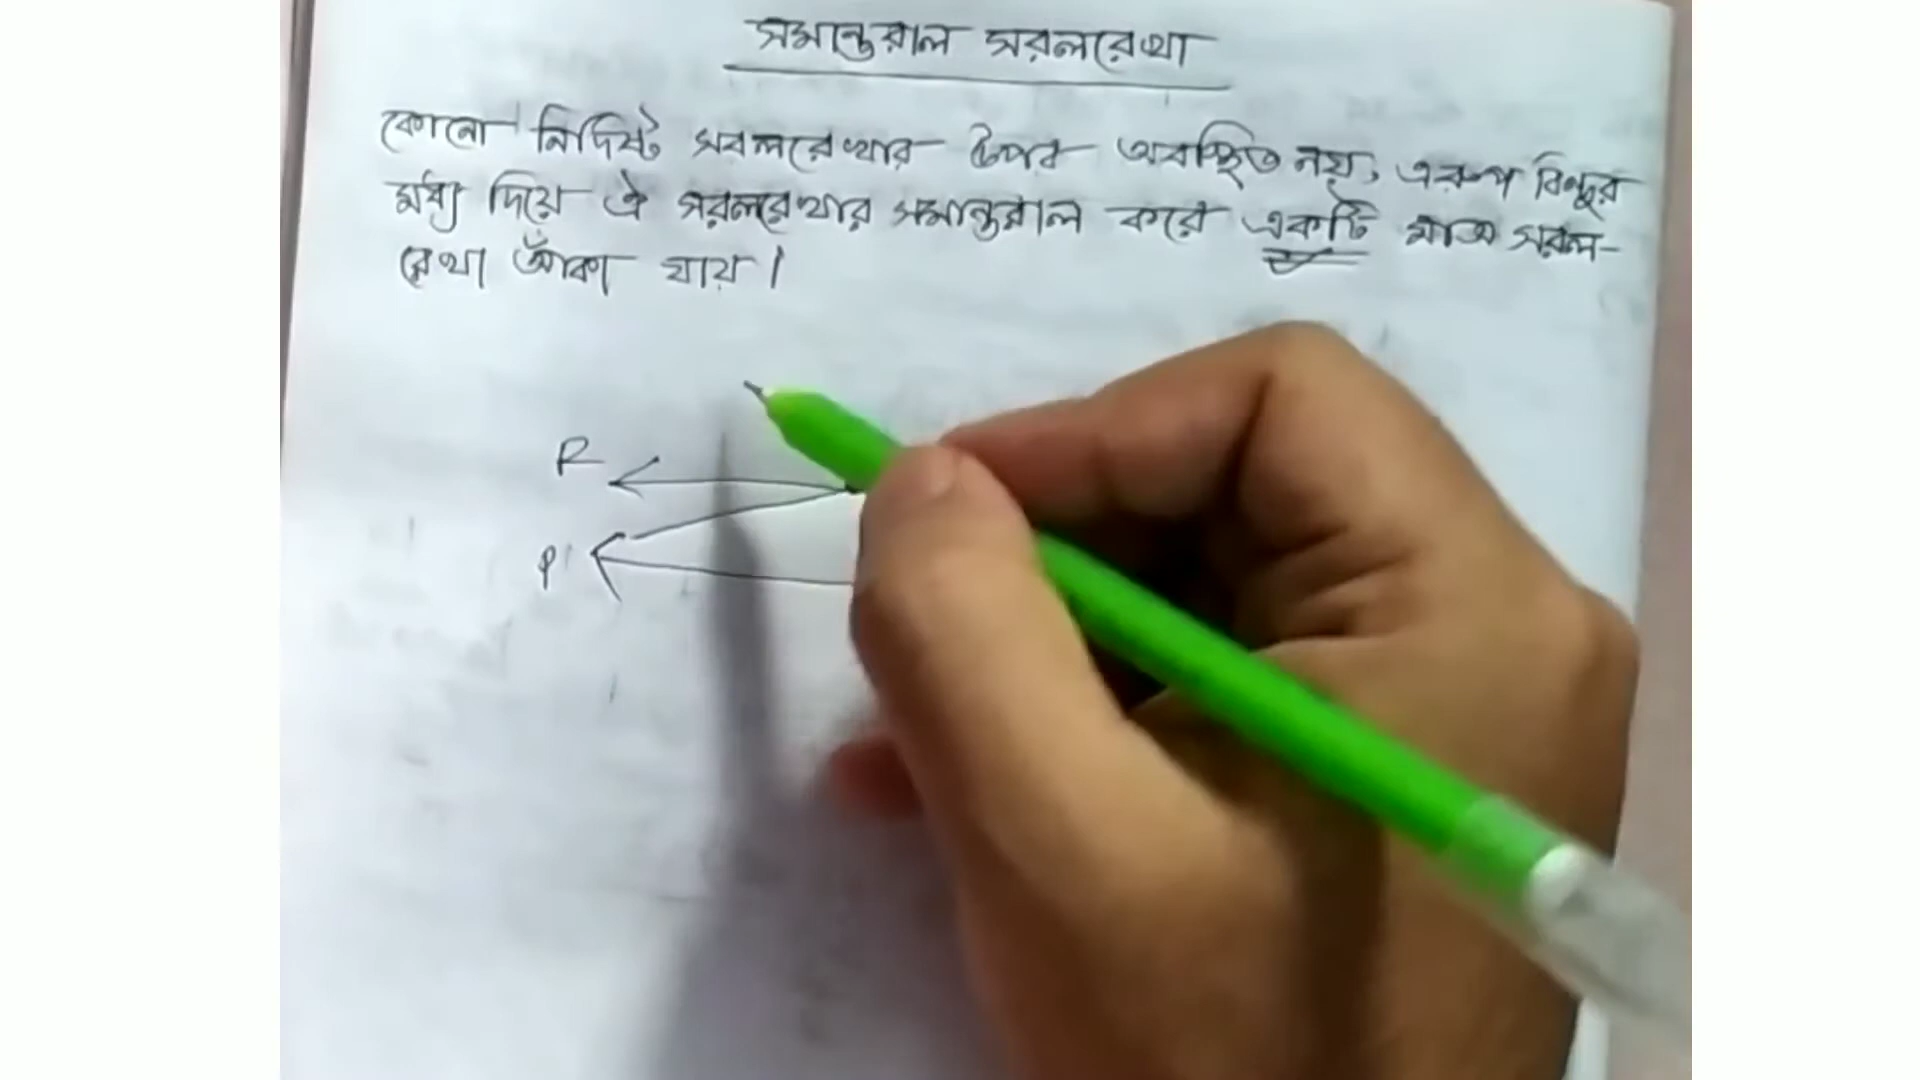 সমান্তরাল সরলরেখা
কোনো নির্দিষ্ট সরলরেখার উপর অবস্থিত নয়, এরুপ বিন্দুর
মধ্য দিয়ে ঐ সরলরেখার সমান্তরাল করে একটি মাত্র সরল-
রেখা আঁকা যায়।
R
P